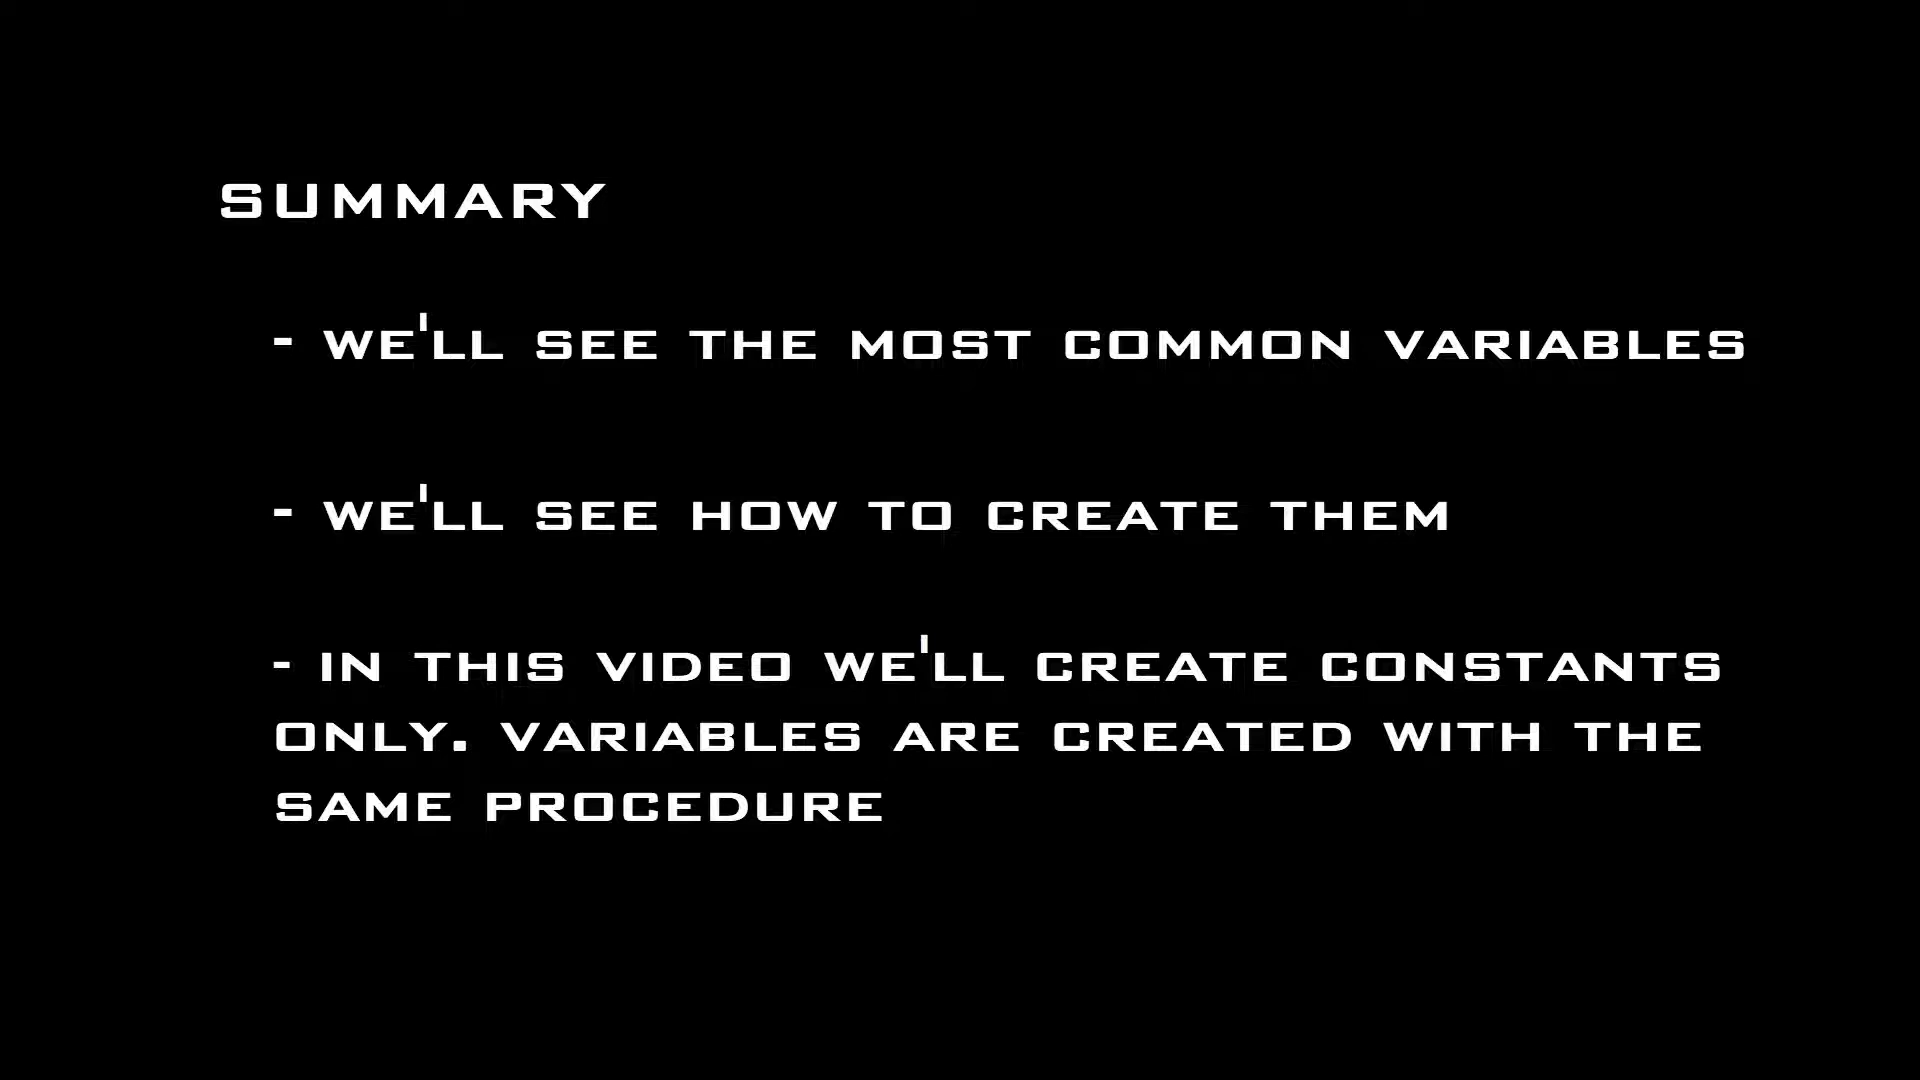 SUMMARY
- WE'LL SEE THE MOST COMMON VARIABLES
- WE'LL SEE HOW TO CREATE THEM
- IN THIS VIDEO WE'LL CREATE CONSTANTS
ONLY. VARIABLES ARE CREATED WITH THE
SAME PROCEDURE